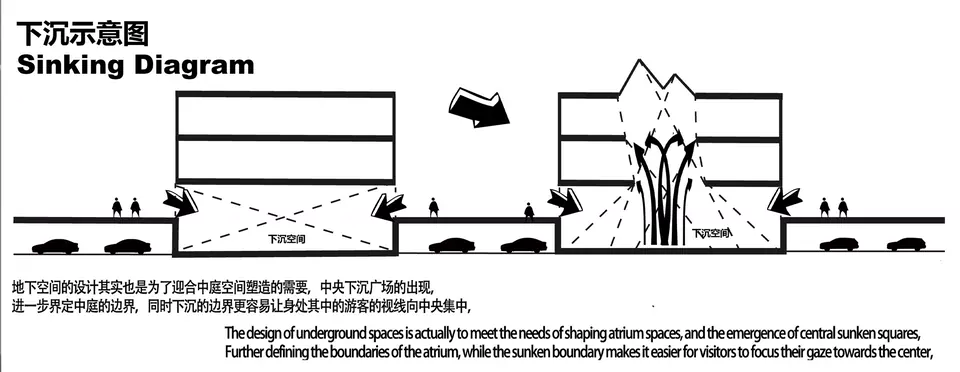 下沉示意图
Sinking Diagram
下沉空间
下沉空间
地下空间的设计其实也是为了迎合中庭空间塑造的需要，中央下沉广场的出现，
进一步界定中庭的边界，同时下沉的边界更容易让身处其中的游客的视线向中央集中，
The design of underground spaces is actually to meet the needs of shaping atrium spaces, and the emergence of central sunken squares,
Further defining the boundaries of the atrium, while the sunken boundary makes it easier for visitors to focus their gaze towards the center,